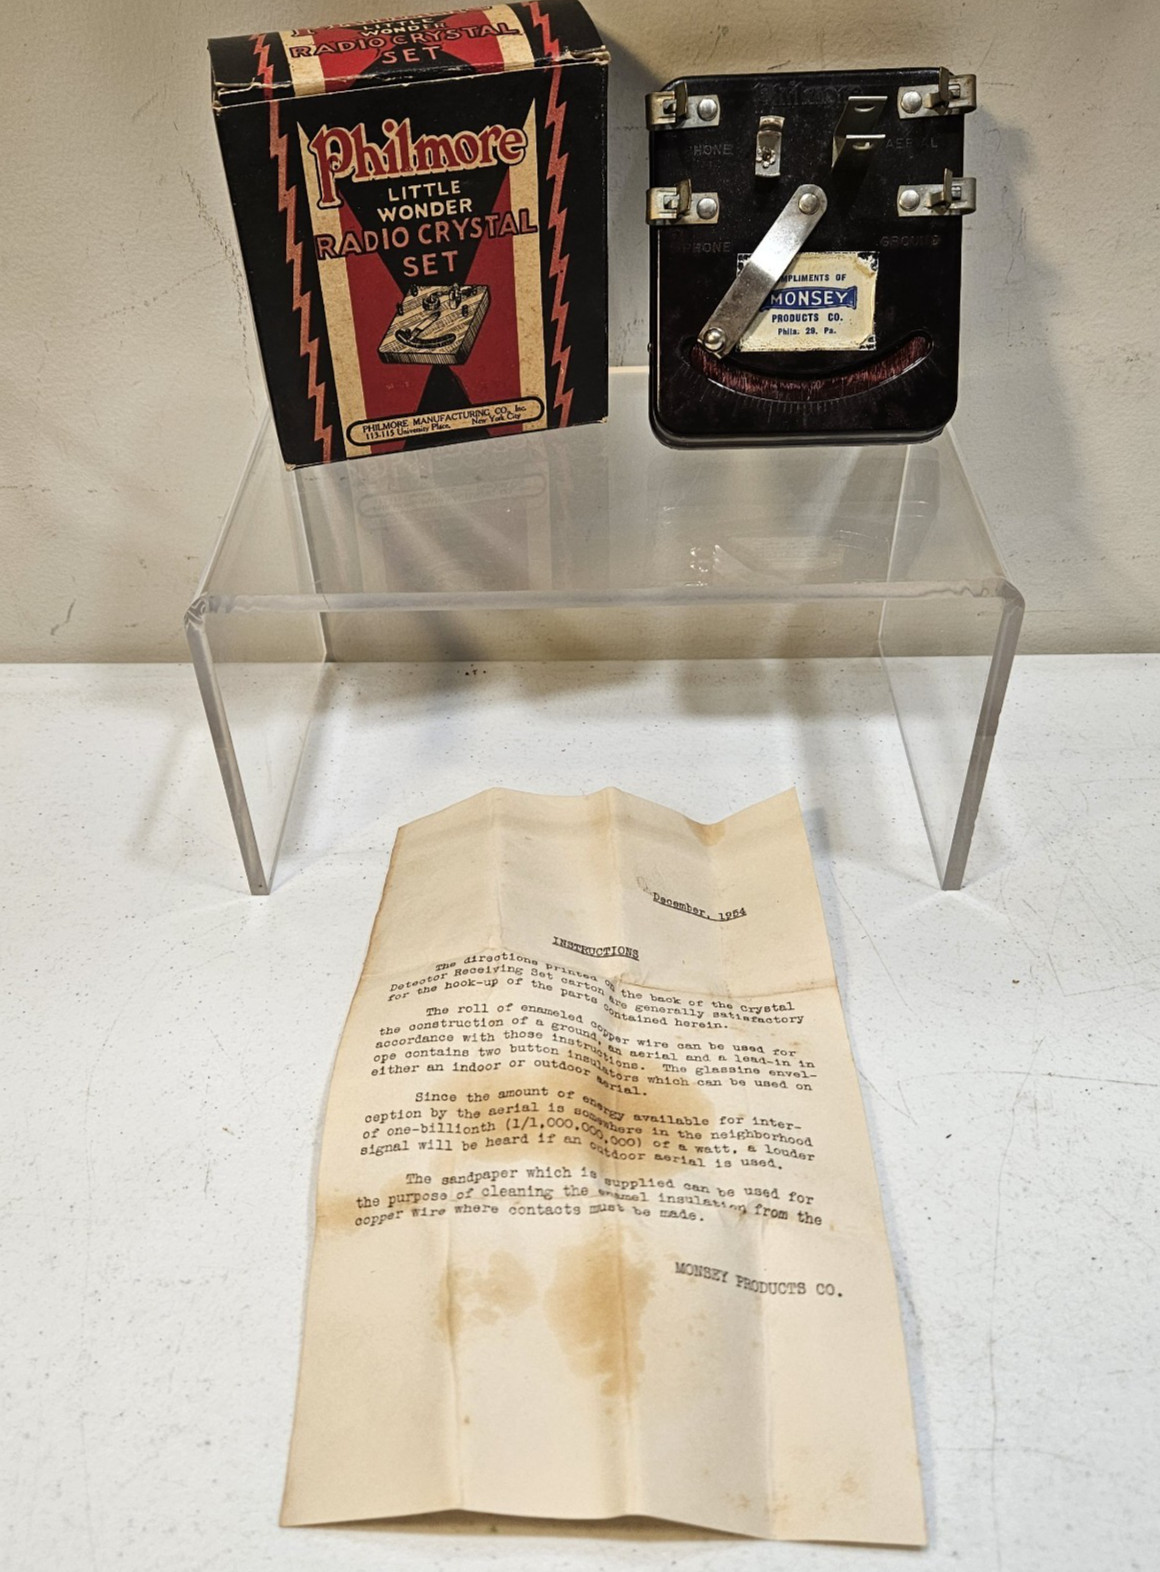 LITTLE
WONDER
RADIO CRYSTAL
SET
Philmore
LITTLE
WONDER
RADIO CRYSTAL
SET
PHILMORE MANUFACTURING CO., Inc.
113-115 University Place. New York City
PHONE
AERIAL
PHONE
GROUND
MPLIMENTS OF
MONSEY
PRODUCTS CO.
Phila. 29, Pa.
December, 1954
INSTRUCTIONS
The directions printed on the back of the crystal
Detector Receiving Set carton are generally satisfactory
for the hook-up of the parts contained herein.
The roll of enameled copper wire can be used for
the construction of a ground, an aerial and a lead-in in
accordance with those instructions. The glassine envel-
ope contains two button insulators which can be used on
either an indoor or outdoor aerial.
Since the amount of energy available for inter-
ception by the aerial is somewhere in the neighborhood
of one-billionth (1/1,000,000,000) of a watt, a louder
signal will be heard if an outdoor aerial is used.
The sandpaper which is supplied can be used for
the purpose of cleaning the enamel insulation from the
copper wire where contacts must be made.
MONSEY PRODUCTS CO.